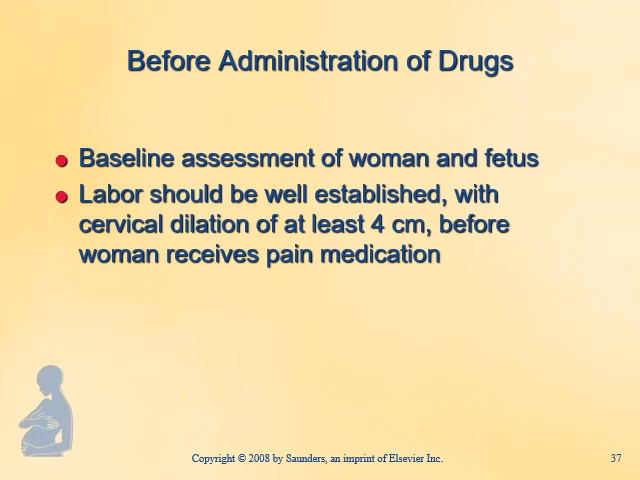 Before Administration of Drugs
Baseline assessment of woman and fetus
Labor should be well established, with
cervical dilation of at least 4 cm, before
woman receives pain medication
Copyright © 2008 by Saunders, an imprint of Elsevier Inc.
37